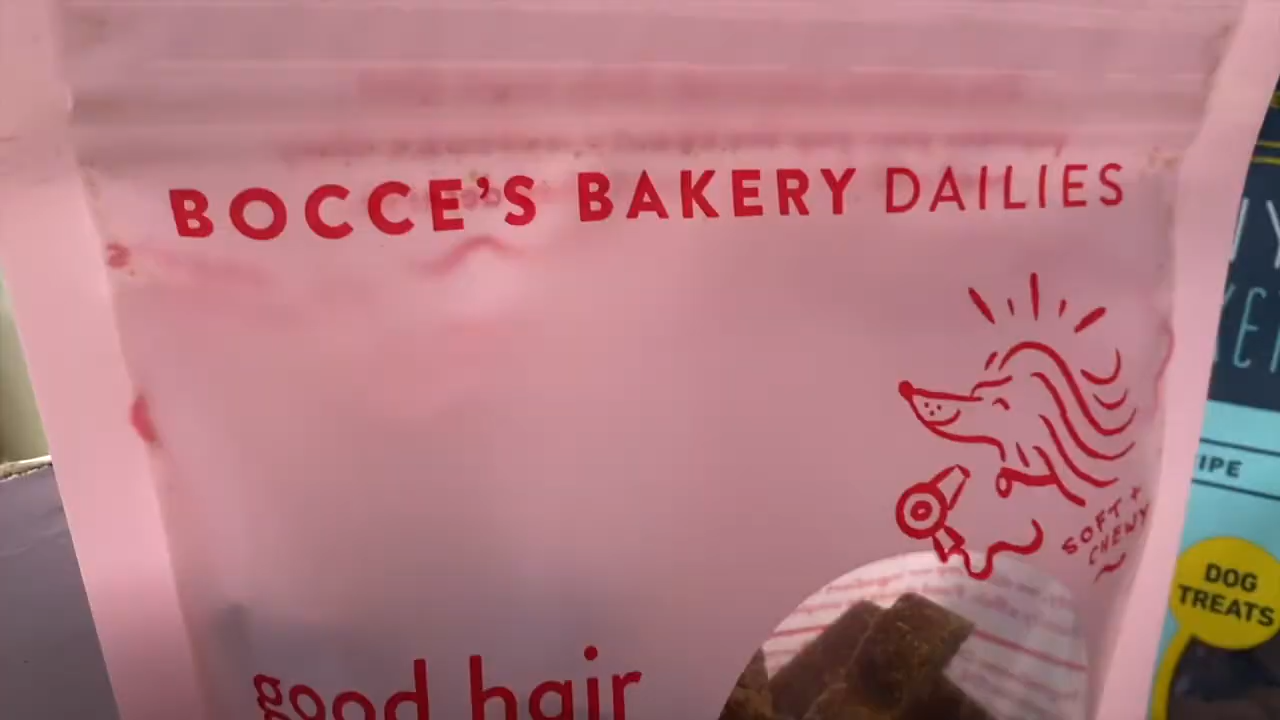 BOCCE'S BAKERY DAILIES
SOFT +
CHEWY
good hair
IPE
DOG
TREATS